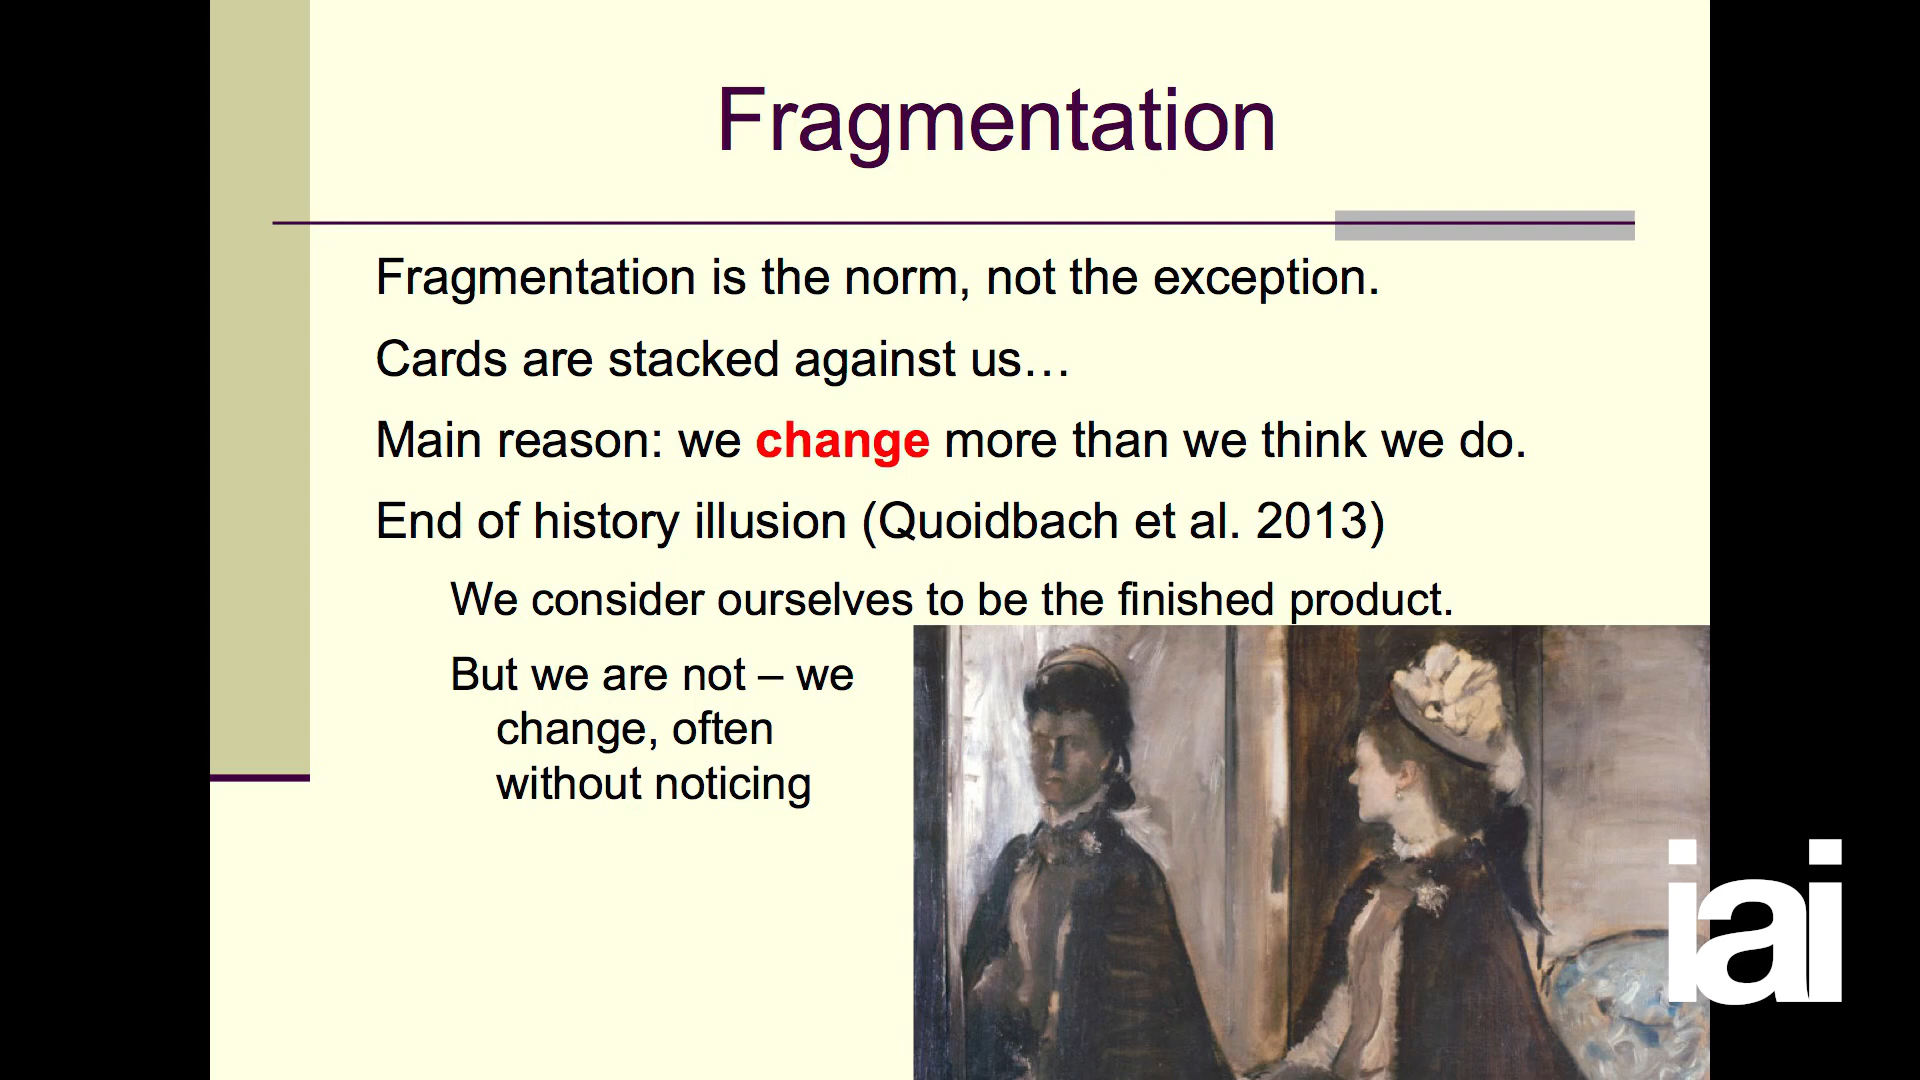 Fragmentation
Fragmentation is the norm, not the exception.
Cards are stacked against us…
Main reason: we change more than we think we do.
End of history illusion (Quoidbach et al. 2013)
We consider ourselves to be the finished product.
But we are not – we
change, often
without noticing
iai